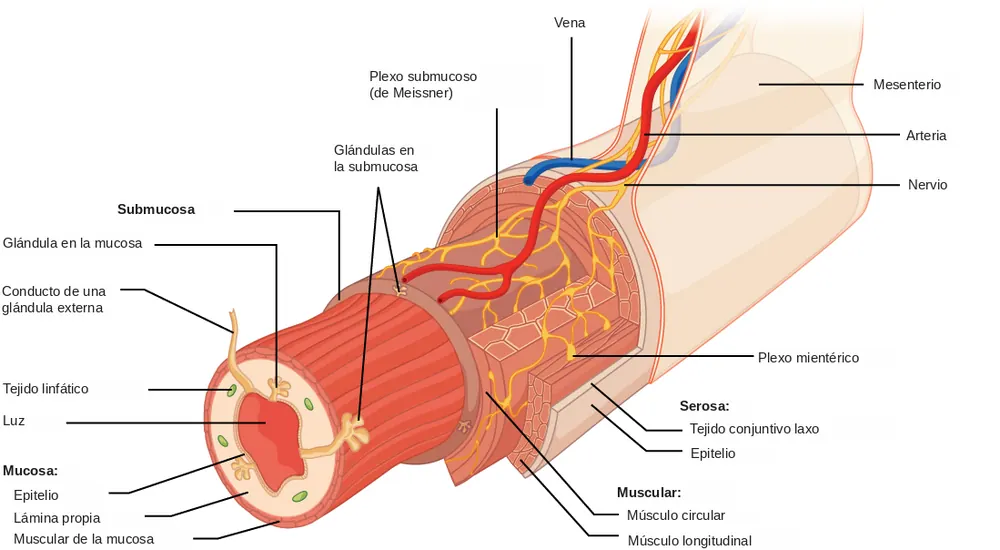 Vena
Plexo submucoso
(de Meissner)
Mesenterio
Arteria
Glándulas en
la submucosa
Nervio
Submucosa
Glándula en la mucosa
Conducto de una
glándula externa
Plexo mientérico
Tejido linfático
Serosa:
Luz
Tejido conjuntivo laxo
Epitelio
Mucosa:
Epitelio
Muscular:
Lámina propia
Músculo circular
Muscular de la mucosa
Músculo longitudinal